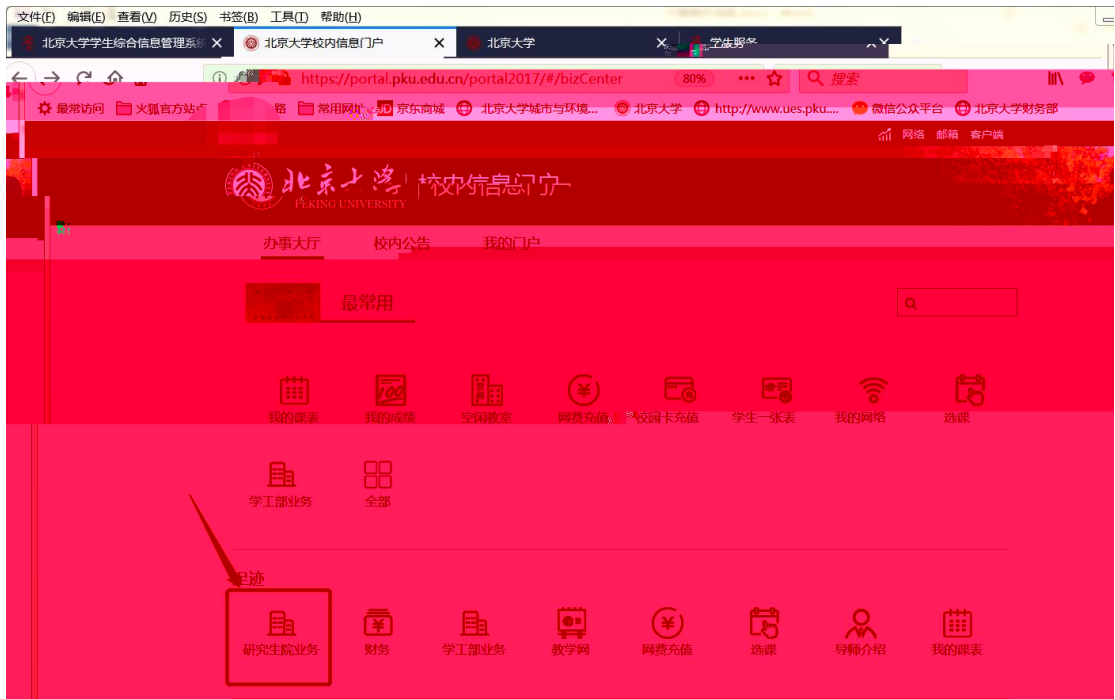 文件(F) 编辑(E) 查看(V) 历史(S) 书签(B) 工具(T) 帮助(H)
北京大学学生综合信息管理系统 × 北京大学校内信息门户 × 北京大学 ×
https://portal.pku.edu.cn/portal2017/#/bizCenter 80% 搜索
最常访问 火狐官方站点 常用网址 JD 京东商城 北京大学城市与环境... 北京大学 http://www.ues.pku.... 微信公众平台 北京大学财务部
网络 邮箱 客户端
北京大学 校内信息门户
PEKING UNIVERSITY
办事大厅 校内公告 我的门户
最常用
我的课表 我的成绩 空闲教室 网费充值 校园卡充值 学生一张表 我的网络 选课
学工部业务 全部
足迹
研究生院业务 财务 学工部业务 教学网 网费充值 选课 导师介绍 我的课表